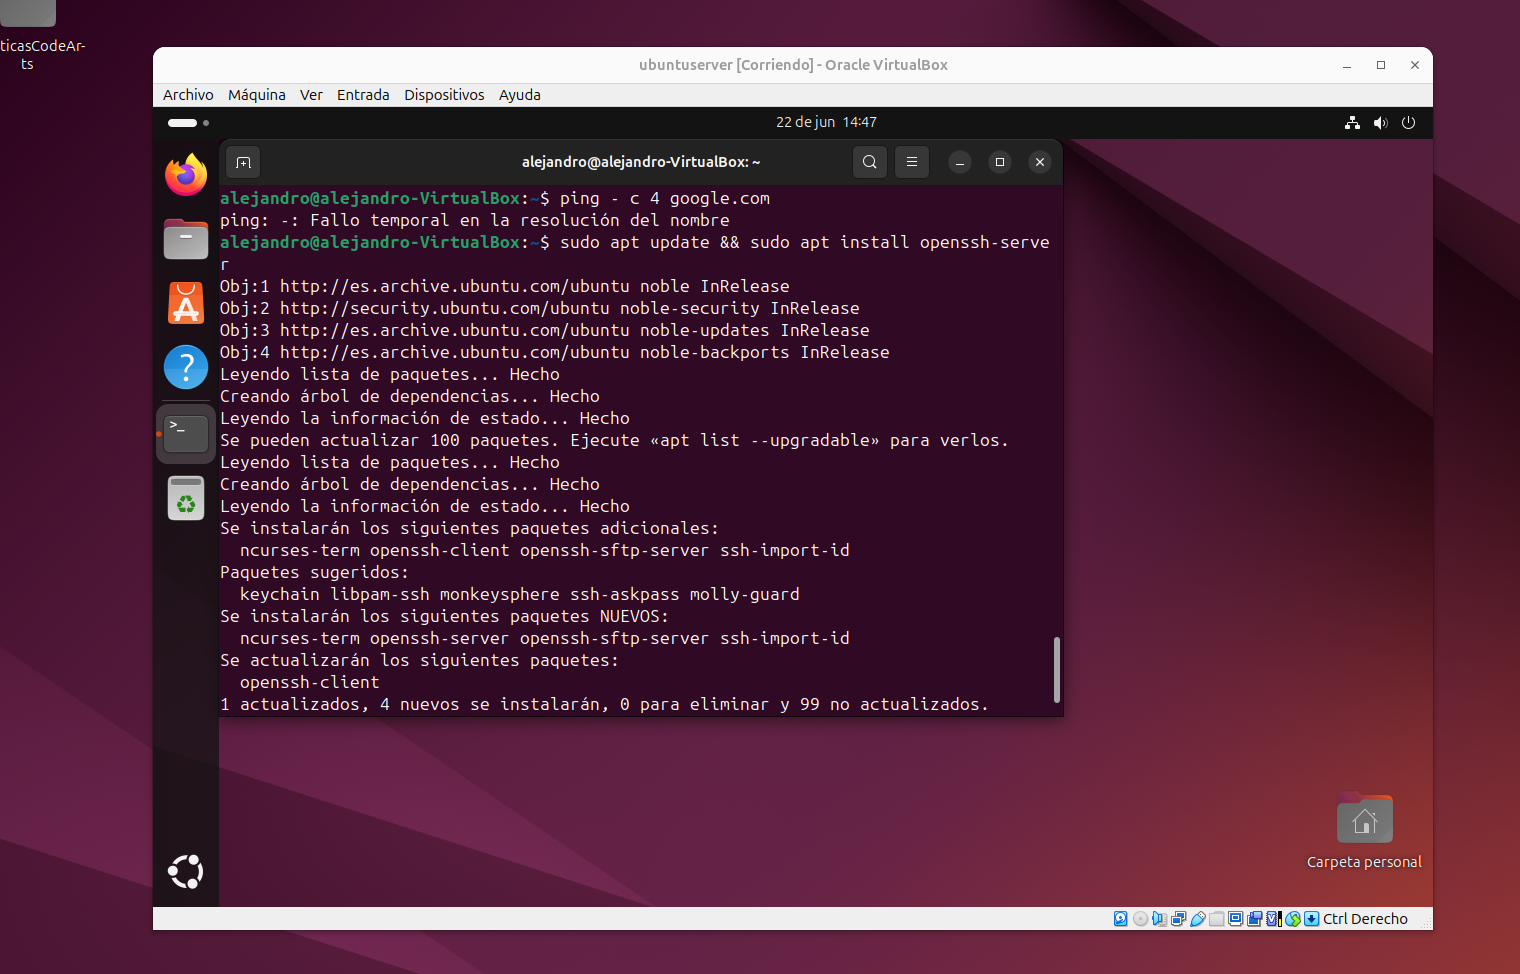 ticasCodeAr-
ts
ubuntuserver [Corriendo] - Oracle VirtualBox
Archivo Máquina Ver Entrada Dispositivos Ayuda
22 de jun 14:47
alejandro@alejandro-VirtualBox: ~
alejandro@alejandro-VirtualBox:~$ ping - c 4 google.com
ping: -: Fallo temporal en la resolución del nombre
alejandro@alejandro-VirtualBox:~$ sudo apt update && sudo apt install openssh-serve
r
Obj:1 http://es.archive.ubuntu.com/ubuntu noble InRelease
Obj:2 http://security.ubuntu.com/ubuntu noble-security InRelease
Obj:3 http://es.archive.ubuntu.com/ubuntu noble-updates InRelease
Obj:4 http://es.archive.ubuntu.com/ubuntu noble-backports InRelease
Leyendo lista de paquetes... Hecho
Creando árbol de dependencias... Hecho
Leyendo la información de estado... Hecho
Se pueden actualizar 100 paquetes. Ejecute «apt list --upgradable» para verlos.
Leyendo lista de paquetes... Hecho
Creando árbol de dependencias... Hecho
Leyendo la información de estado... Hecho
Se instalarán los siguientes paquetes adicionales:
  ncurses-term openssh-client openssh-sftp-server ssh-import-id
Paquetes sugeridos:
  keychain libpam-ssh monkeysphere ssh-askpass molly-guard
Se instalarán los siguientes paquetes NUEVOS:
  ncurses-term openssh-server openssh-sftp-server ssh-import-id
Se actualizarán los siguientes paquetes:
  openssh-client
1 actualizados, 4 nuevos se instalarán, 0 para eliminar y 99 no actualizados.
Carpeta personal
Ctrl Derecho